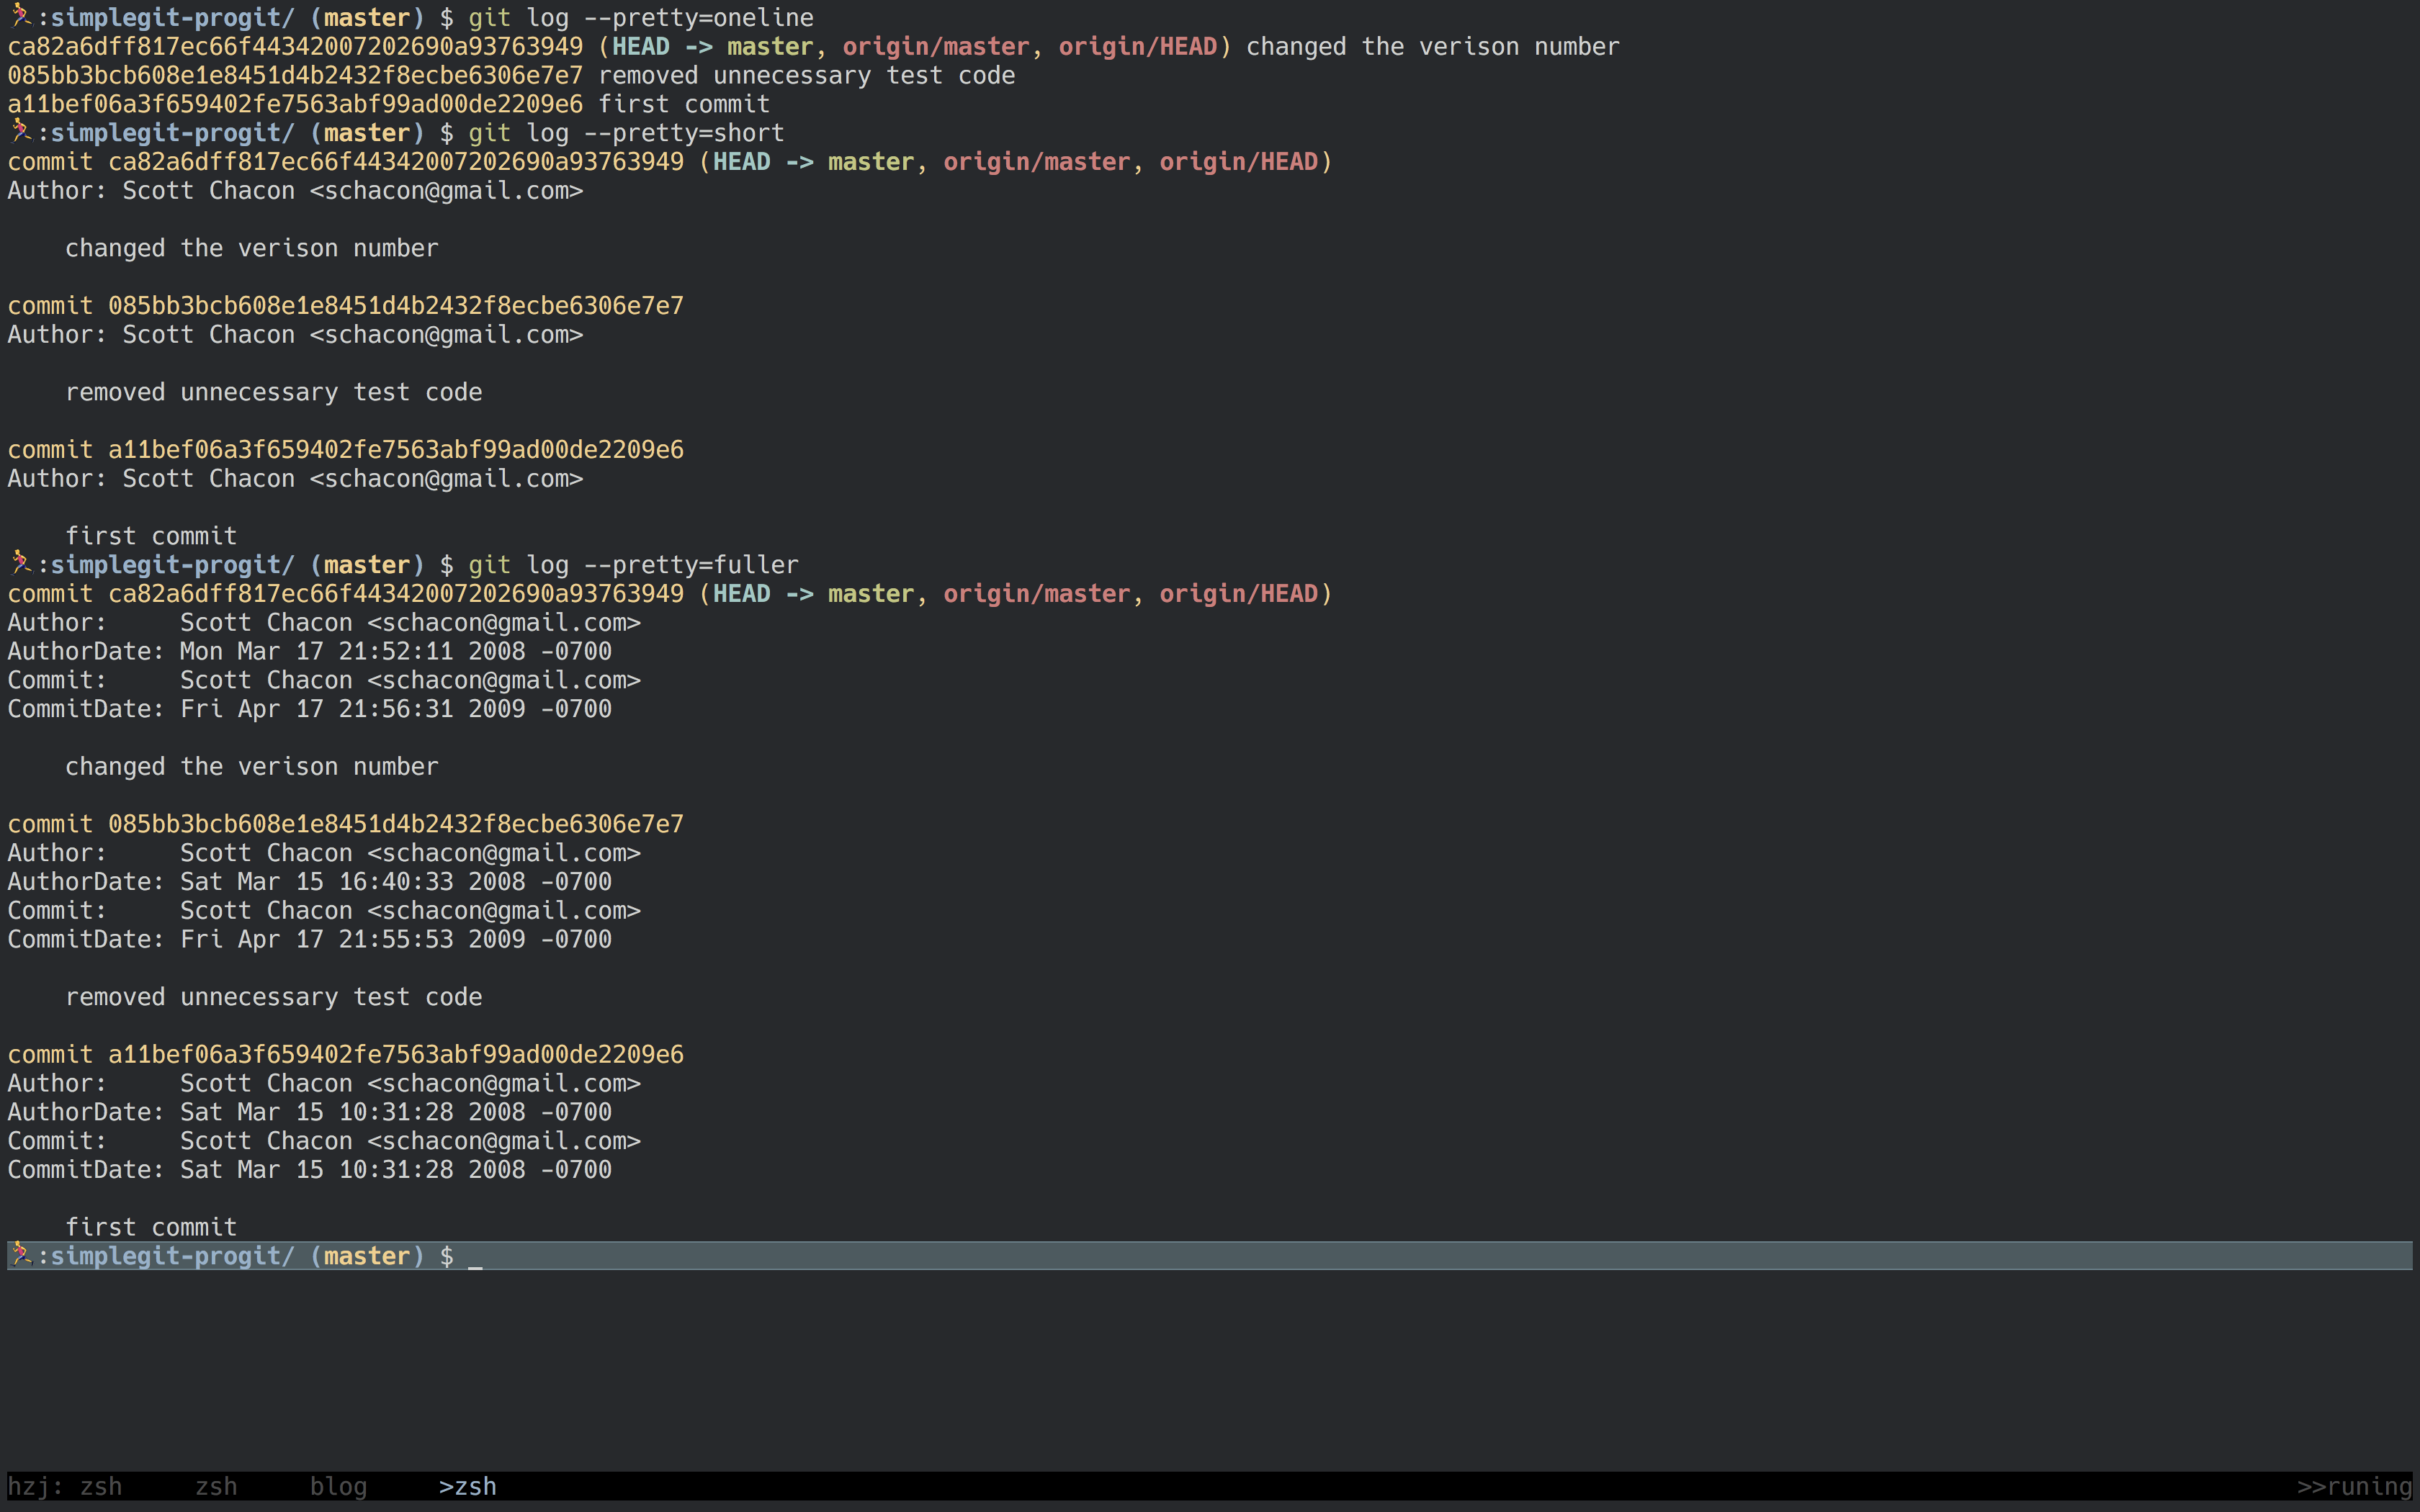 🏃:simplegit-progit/ (master) $ git log --pretty=oneline
ca82a6dff817ec66f44342007202690a93763949 (HEAD -> master, origin/master, origin/HEAD) changed the verison number
085bb3bcb608e1e8451d4b2432f8ecbe6306e7e7 removed unnecessary test code
a11bef06a3f659402fe7563abf99ad00de2209e6 first commit
🏃:simplegit-progit/ (master) $ git log --pretty=short
commit ca82a6dff817ec66f44342007202690a93763949 (HEAD -> master, origin/master, origin/HEAD)
Author: Scott Chacon <schacon@gmail.com>
    changed the verison number
commit 085bb3bcb608e1e8451d4b2432f8ecbe6306e7e7
Author: Scott Chacon <schacon@gmail.com>
    removed unnecessary test code
commit a11bef06a3f659402fe7563abf99ad00de2209e6
Author: Scott Chacon <schacon@gmail.com>
    first commit
🏃:simplegit-progit/ (master) $ git log --pretty=fuller
commit ca82a6dff817ec66f44342007202690a93763949 (HEAD -> master, origin/master, origin/HEAD)
Author:     Scott Chacon <schacon@gmail.com>
AuthorDate: Mon Mar 17 21:52:11 2008 -0700
Commit:     Scott Chacon <schacon@gmail.com>
CommitDate: Fri Apr 17 21:56:31 2009 -0700
    changed the verison number
commit 085bb3bcb608e1e8451d4b2432f8ecbe6306e7e7
Author:     Scott Chacon <schacon@gmail.com>
AuthorDate: Sat Mar 15 16:40:33 2008 -0700
Commit:     Scott Chacon <schacon@gmail.com>
CommitDate: Fri Apr 17 21:55:53 2009 -0700
    removed unnecessary test code
commit a11bef06a3f659402fe7563abf99ad00de2209e6
Author:     Scott Chacon <schacon@gmail.com>
AuthorDate: Sat Mar 15 10:31:28 2008 -0700
Commit:     Scott Chacon <schacon@gmail.com>
CommitDate: Sat Mar 15 10:31:28 2008 -0700
    first commit
🏃:simplegit-progit/ (master) $ _
hzj: zsh     zsh     blog     >zsh     >>runing